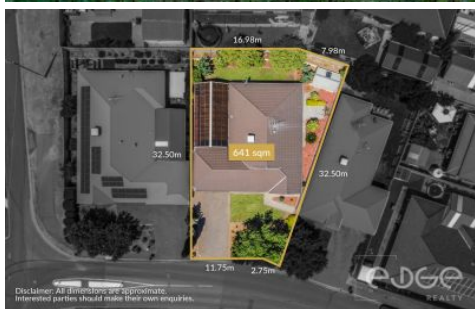 16.98m
7.98m
32.50m
641 sqm
32.50m
11.75m
2.75m
Disclaimer: All dimensions are approximate.
Interested parties should make their own enquiries.
edge
REALTY